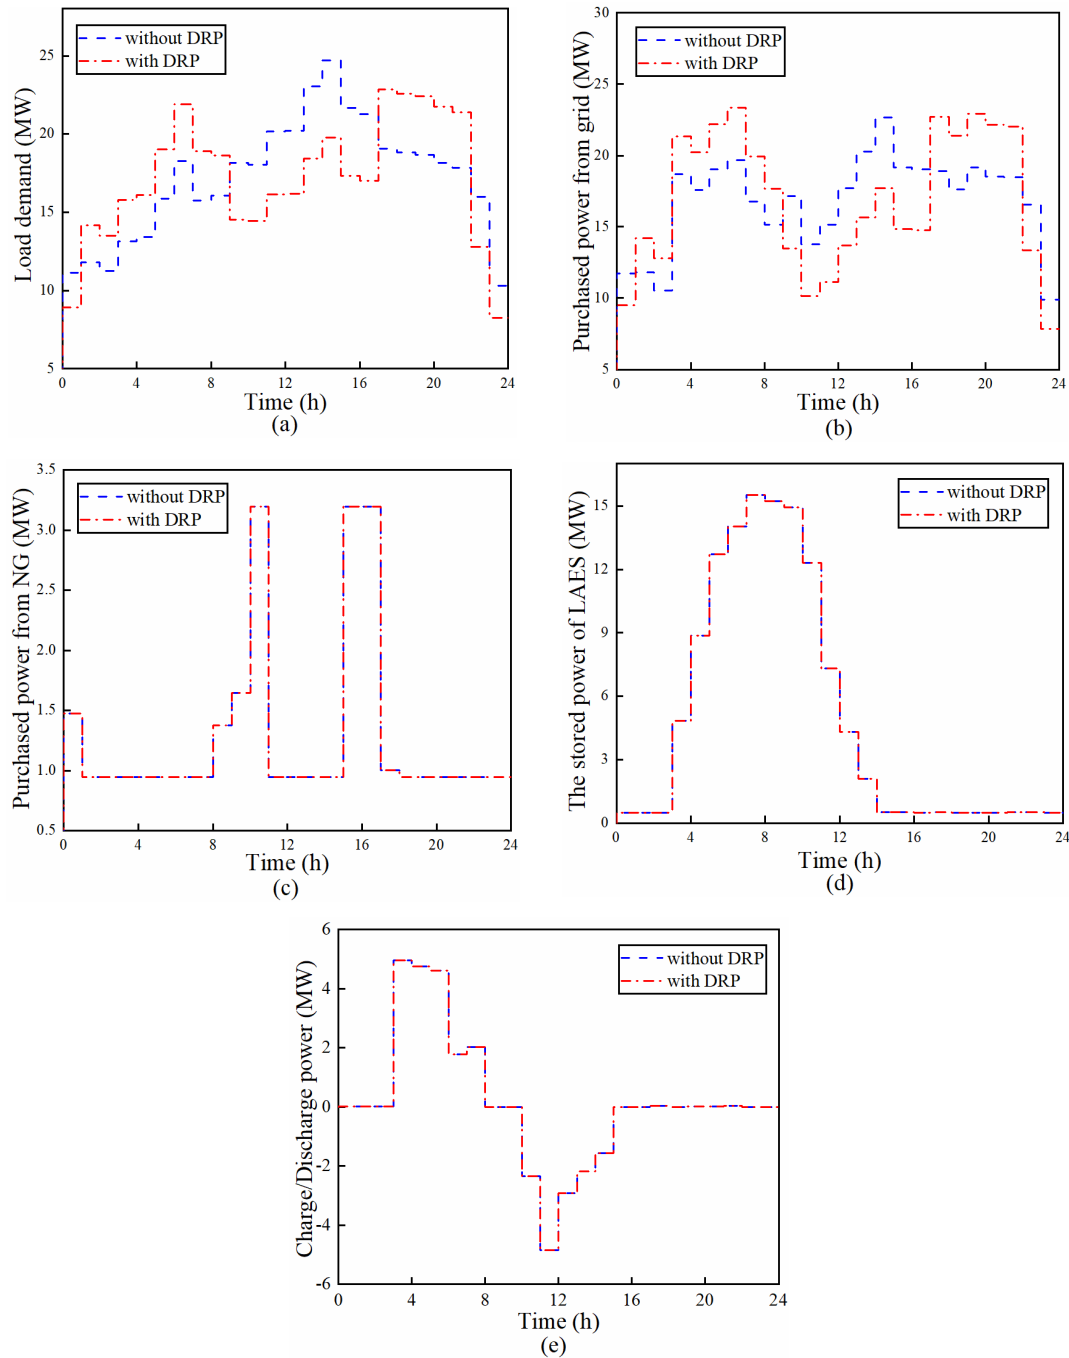 without DRP
with DRP
Load demand (MW)
25
20
15
10
5
0 4 8 12 16 20 24
Time (h)
(a)
without DRP
with DRP
Purchased power from grid (MW)
30
25
20
15
10
5
0 4 8 12 16 20 24
Time (h)
(b)
without DRP
with DRP
Purchased power from NG (MW)
3.5
3.0
2.5
2.0
1.5
1.0
0.5
0 4 8 12 16 20 24
Time (h)
(c)
without DRP
with DRP
The stored power of LAES (MW)
15
12
9
6
3
0
0 4 8 12 16 20 24
Time (h)
(d)
without DRP
with DRP
Charge/Discharge power (MW)
6
4
2
0
-2
-4
-6
0 4 8 12 16 20 24
Time (h)
(e)